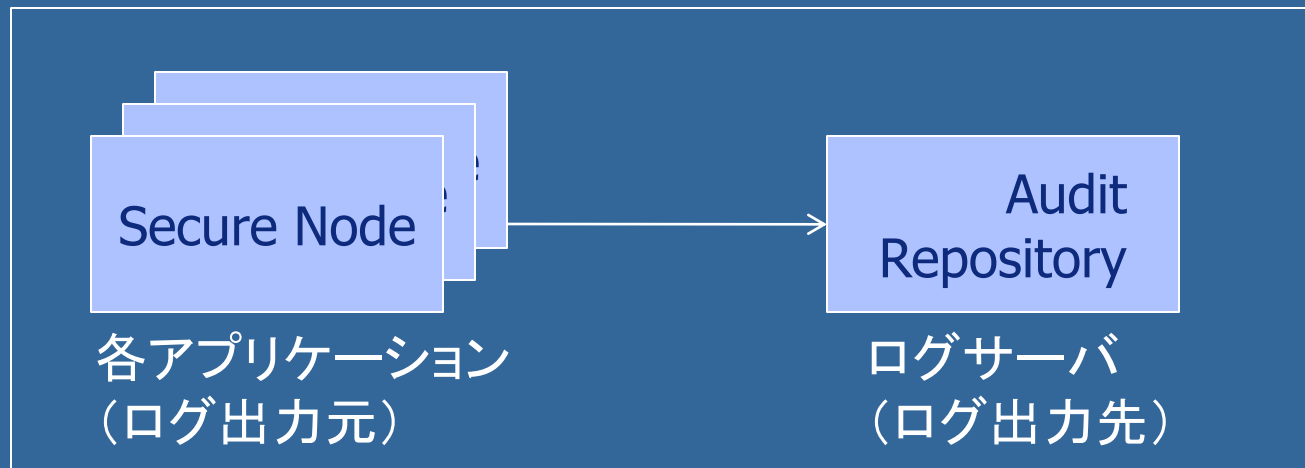 Secure Node
Audit
Repository
各アプリケーション
（ログ出力元）
ログサーバ
（ログ出力先）